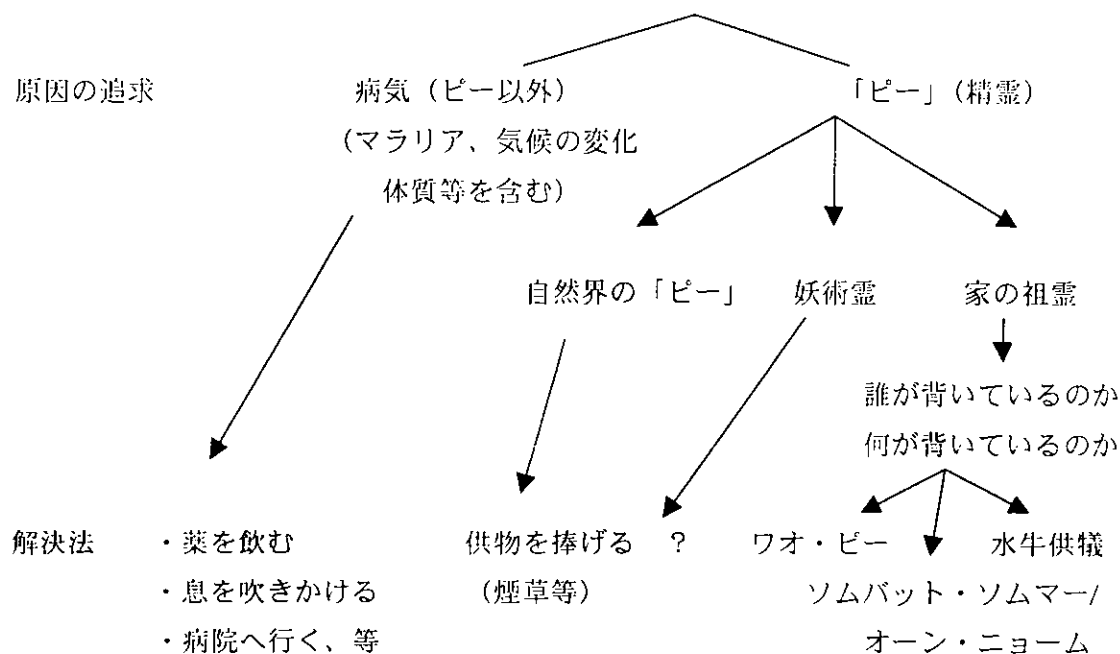 原因の追求 病気（ピー以外） 「ピー」（精霊）
（マラリア、気候の変化
体質等を含む）
自然界の「ピー」 妖術霊 家の祖霊
誰が背いているのか
何が背いているのか
解決法 ・薬を飲む 供物を捧げる ？ ワオ・ピー 水牛供犠
・息を吹きかける （煙草等） ソムバット・ソムマー/
・病院へ行く、等 オーン・ニョーム